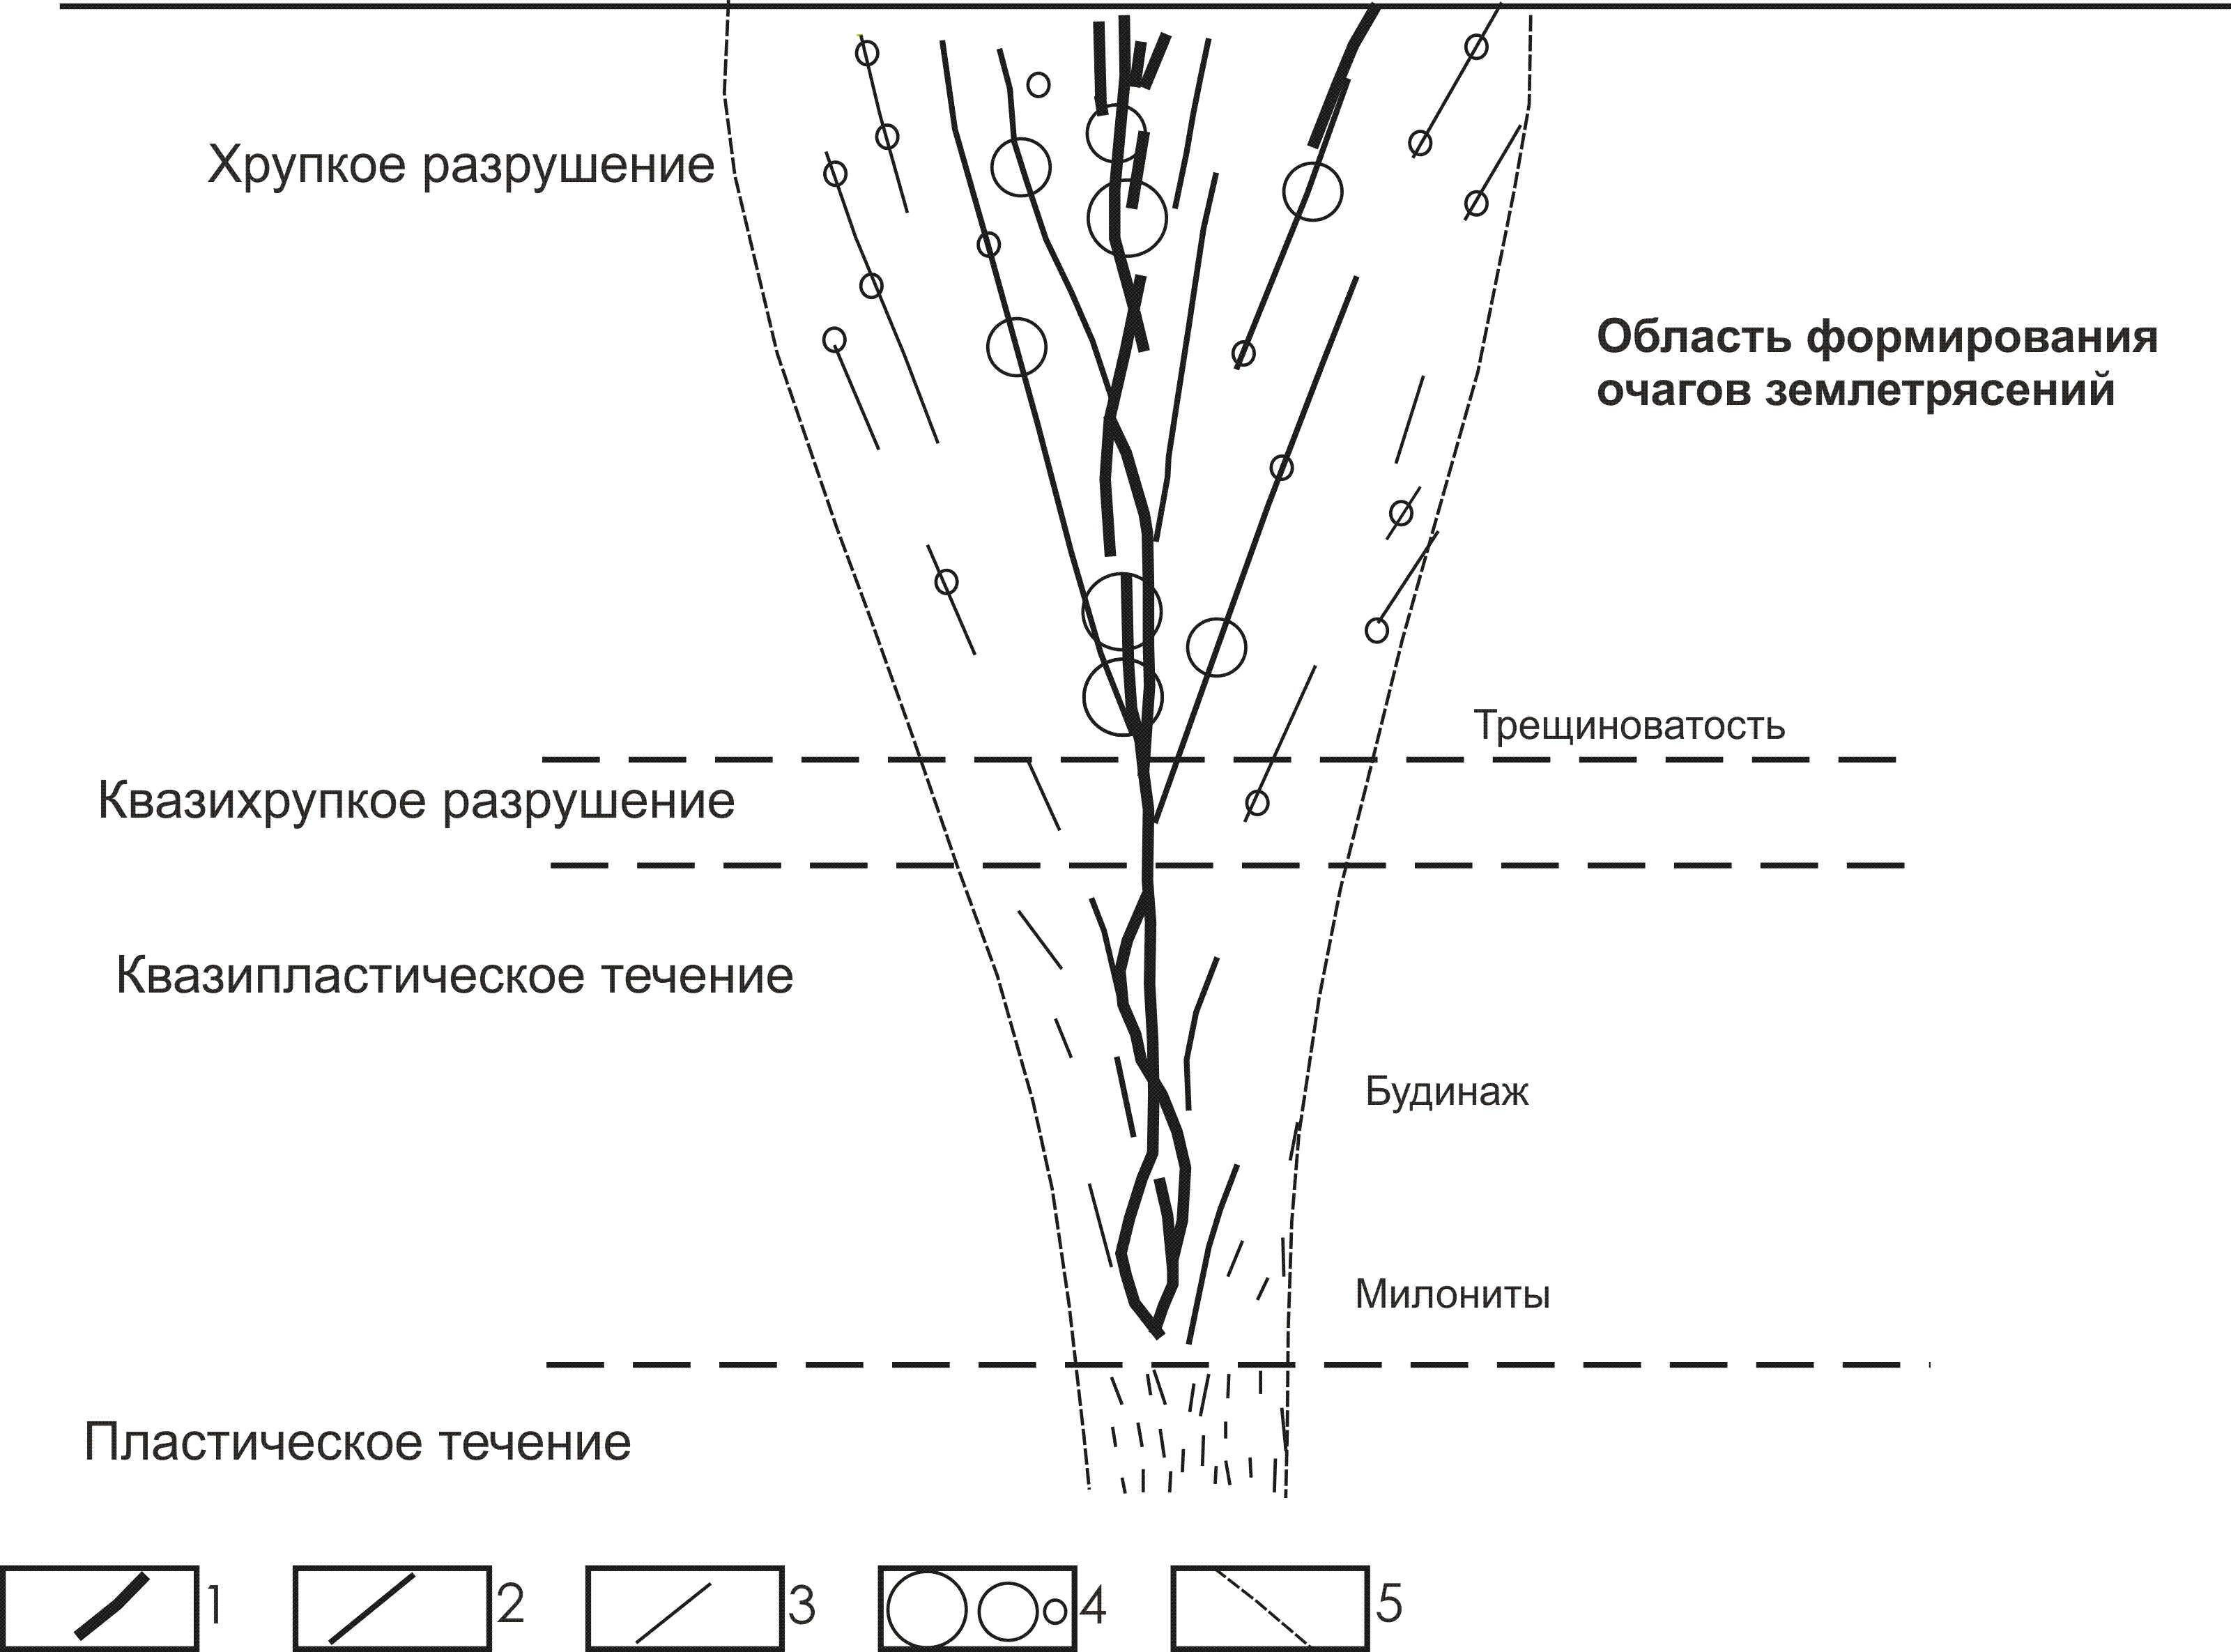 Хрупкое разрушение
Область формирования
очагов землетрясений
Трещиноватость
Квазихрупкое разрушение
Квазипластическое течение
Будинаж
Милониты
Пластическое течение
1 2 3 4 5